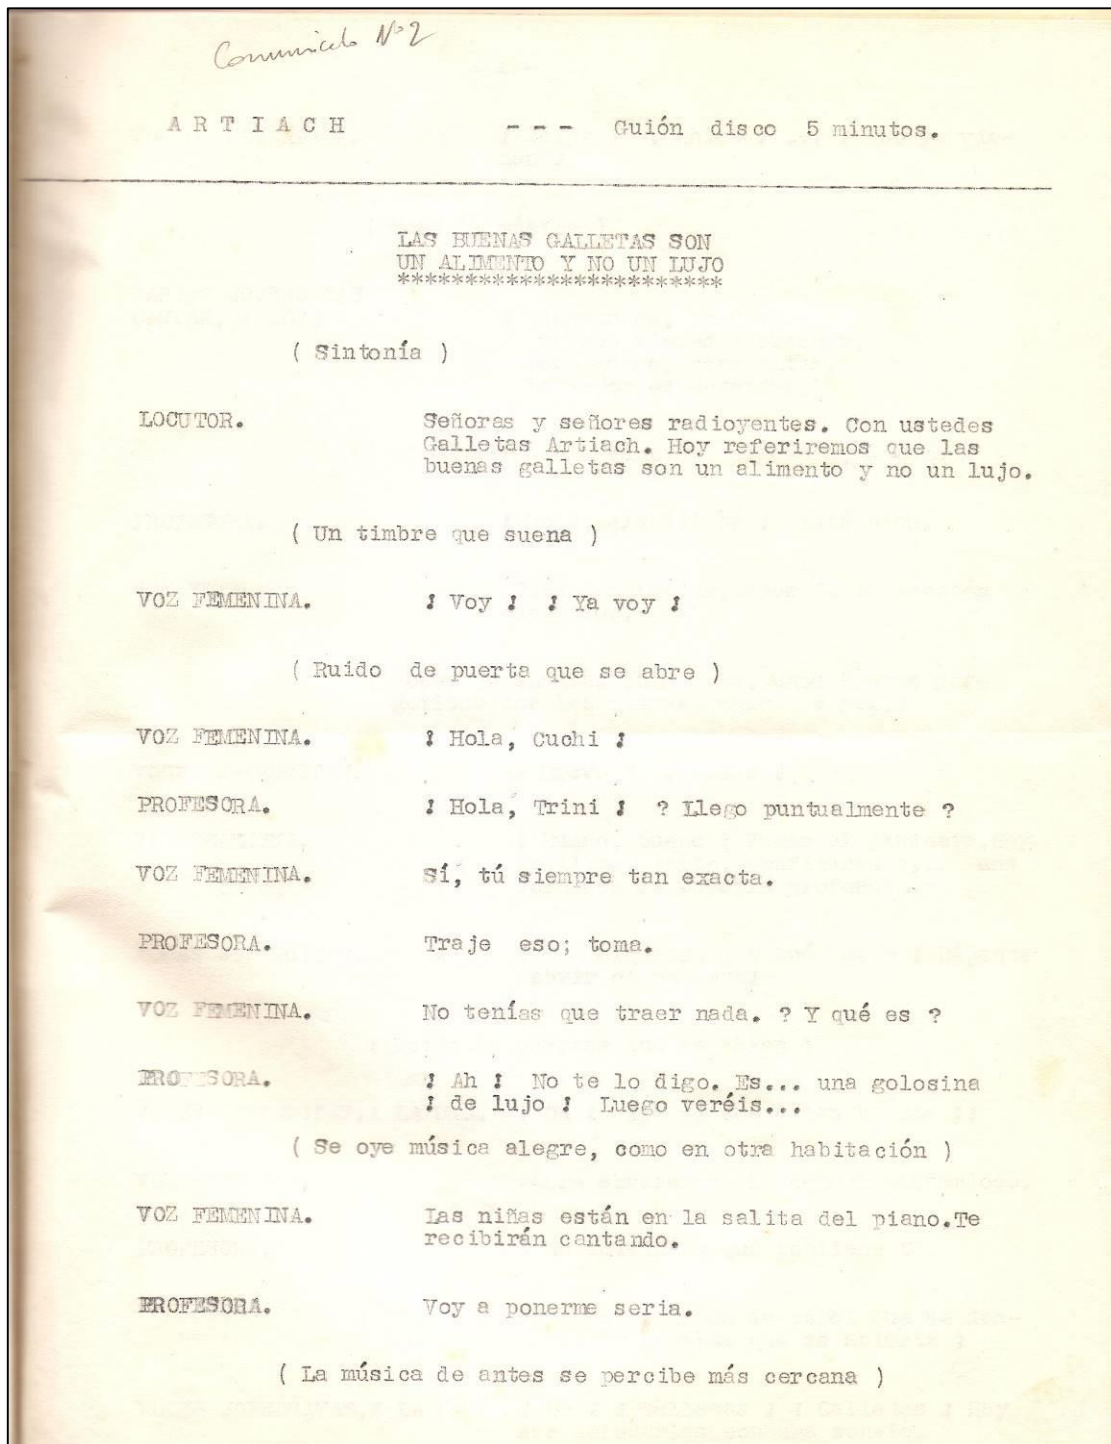 Comunicado Nº 2
ARTIACH --- Guión disco 5 minutos.
LAS BUENAS GALLETAS SON
UN ALIMENTO Y NO UN LUJO
************************
( Sintonía )
LOCUTOR. Señoras y señores radioyentes. Con ustedes
Galletas Artiach. Hoy referiremos que las
buenas galletas son un alimento y no un lujo.
( Un timbre que suena )
VOZ FEMENINA. ! Voy ! ! Ya voy !
( Ruido de puerta que se abre )
VOZ FEMENINA. ! Hola, Cuchi !
PROFESORA. ! Hola, Trini ! ? Llego puntualmente ?
VOZ FEMENINA. Sí, tú siempre tan exacta.
PROFESORA. Traje eso; toma.
VOZ FEMENINA. No tenías que traer nada. ? Y qué es ?
PROFESORA. ! Ah ! No te lo digo. Es... una golosina
! de lujo ! Luego veréis...
( Se oye música alegre, como en otra habitación )
VOZ FEMENINA. Las niñas están en la salita del piano.Te
recibirán cantando.
PROFESORA. Voy a ponerme seria.
( La música de antes se percibe más cercana )